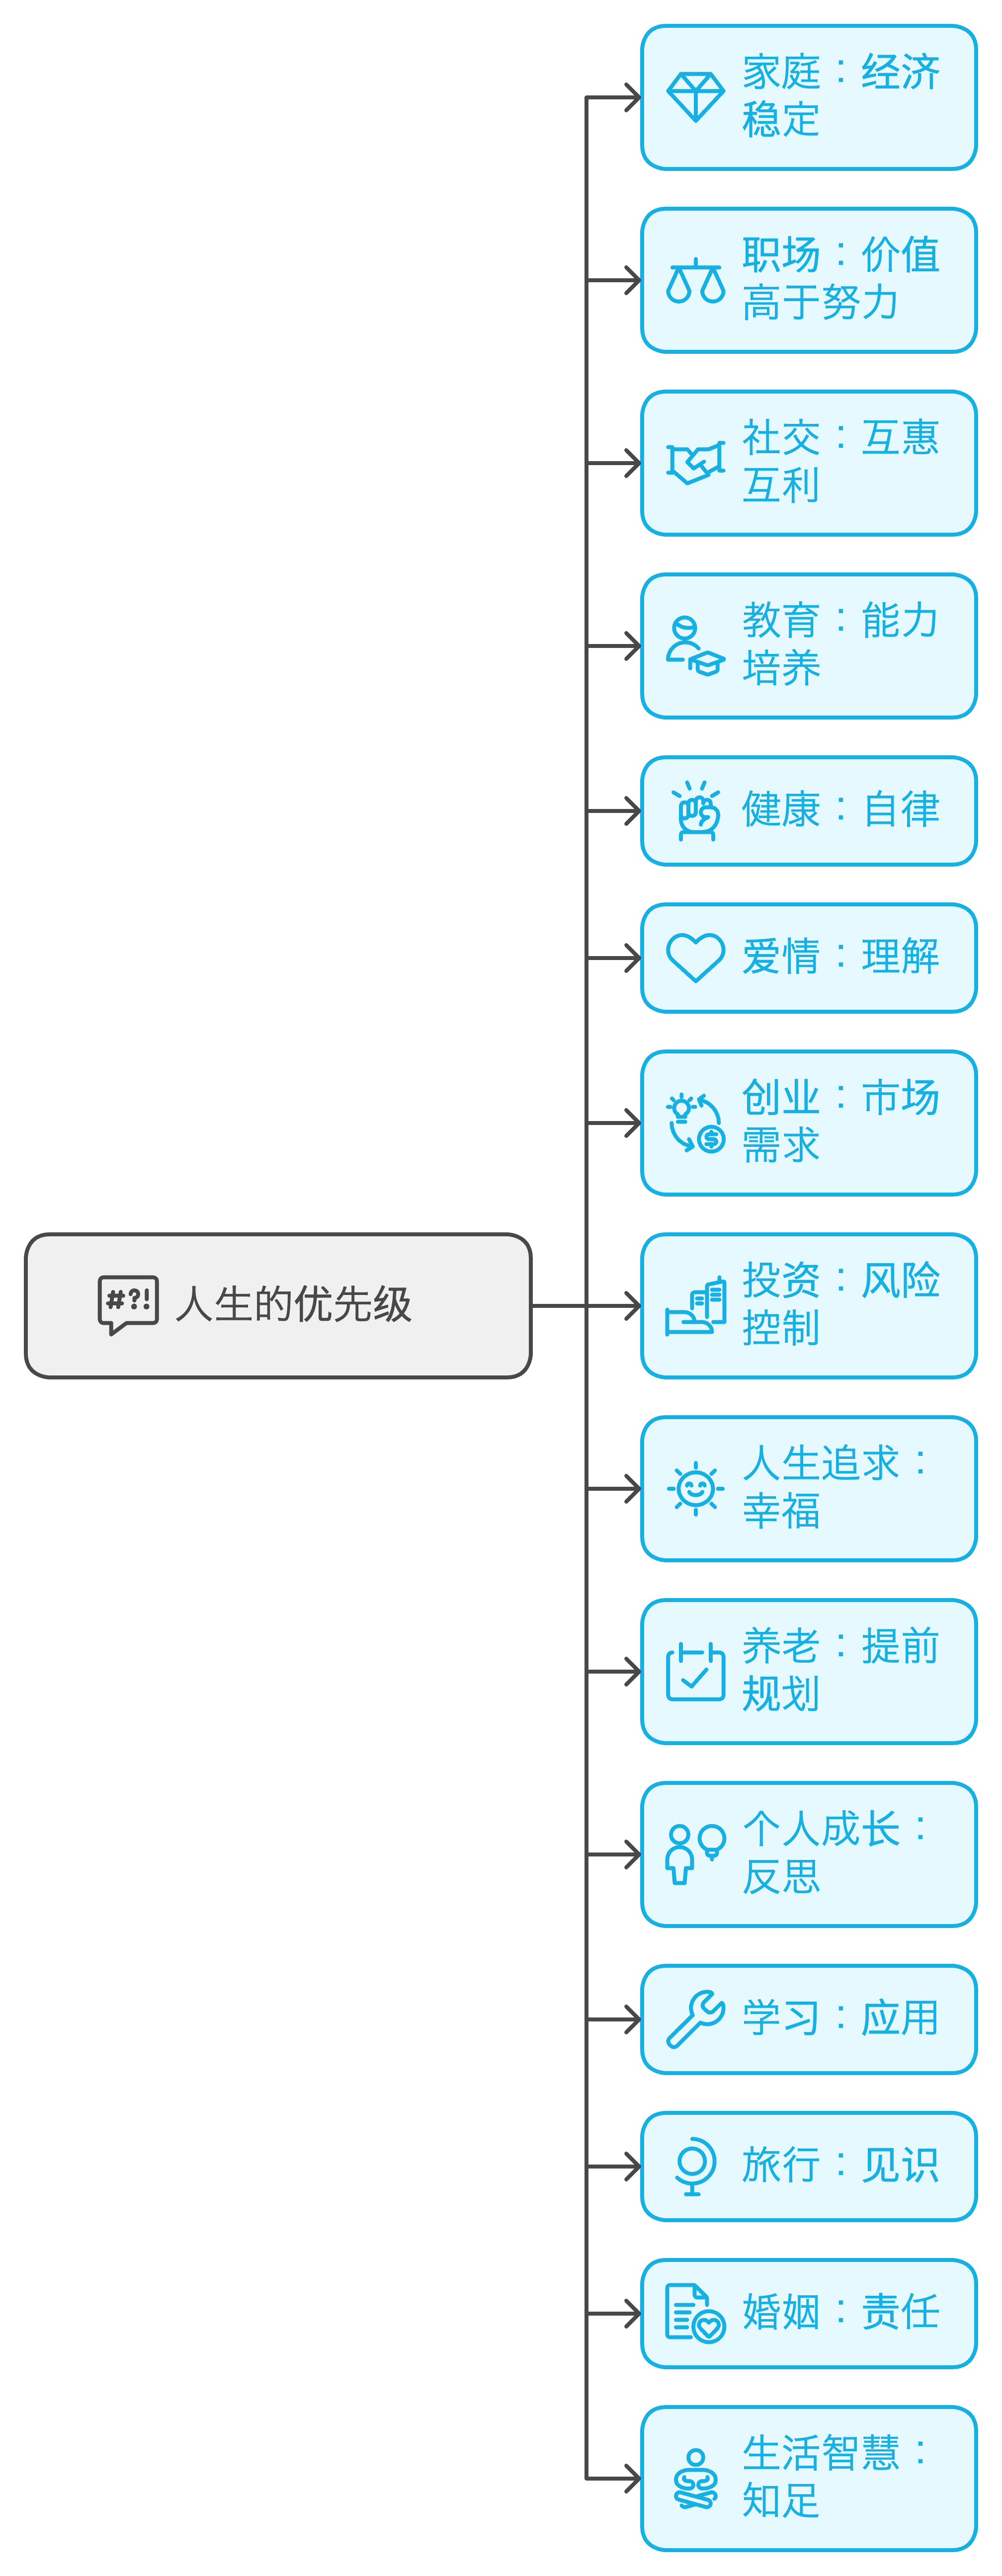 家庭：经济
稳定
职场：价值
高于努力
社交：互惠
互利
教育：能力
培养
健康：自律
爱情：理解
创业：市场
需求
#?!
人生的优先级
投资：风险
控制
人生追求：
幸福
养老：提前
规划
个人成长：
反思
学习：应用
旅行：见识
婚姻：责任
生活智慧：
知足